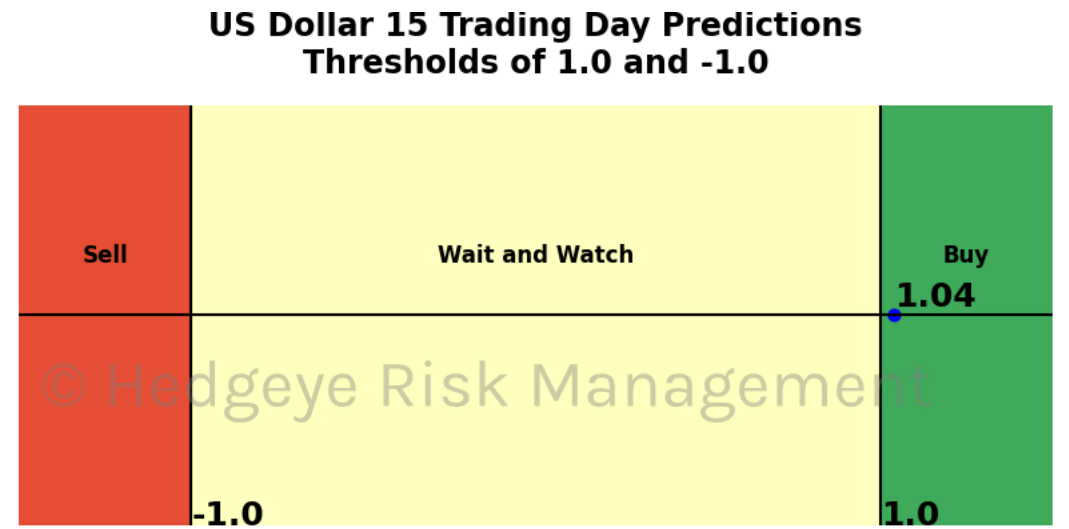 US Dollar 15 Trading Day Predictions
Thresholds of 1.0 and -1.0
Sell
Wait and Watch
Buy
1.04
© Hedgeye Risk Management
-1.0
1.0